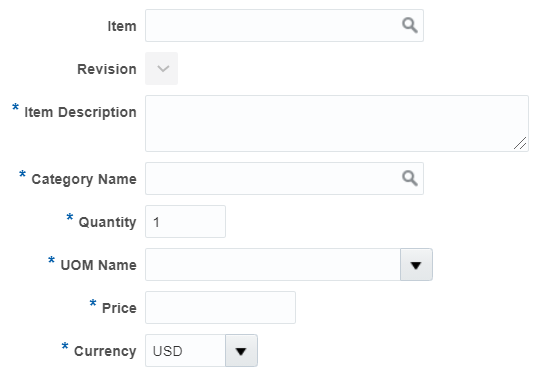 Item
Revision
* Item Description
* Category Name
* Quantity 1
* UOM Name
* Price
* Currency USD